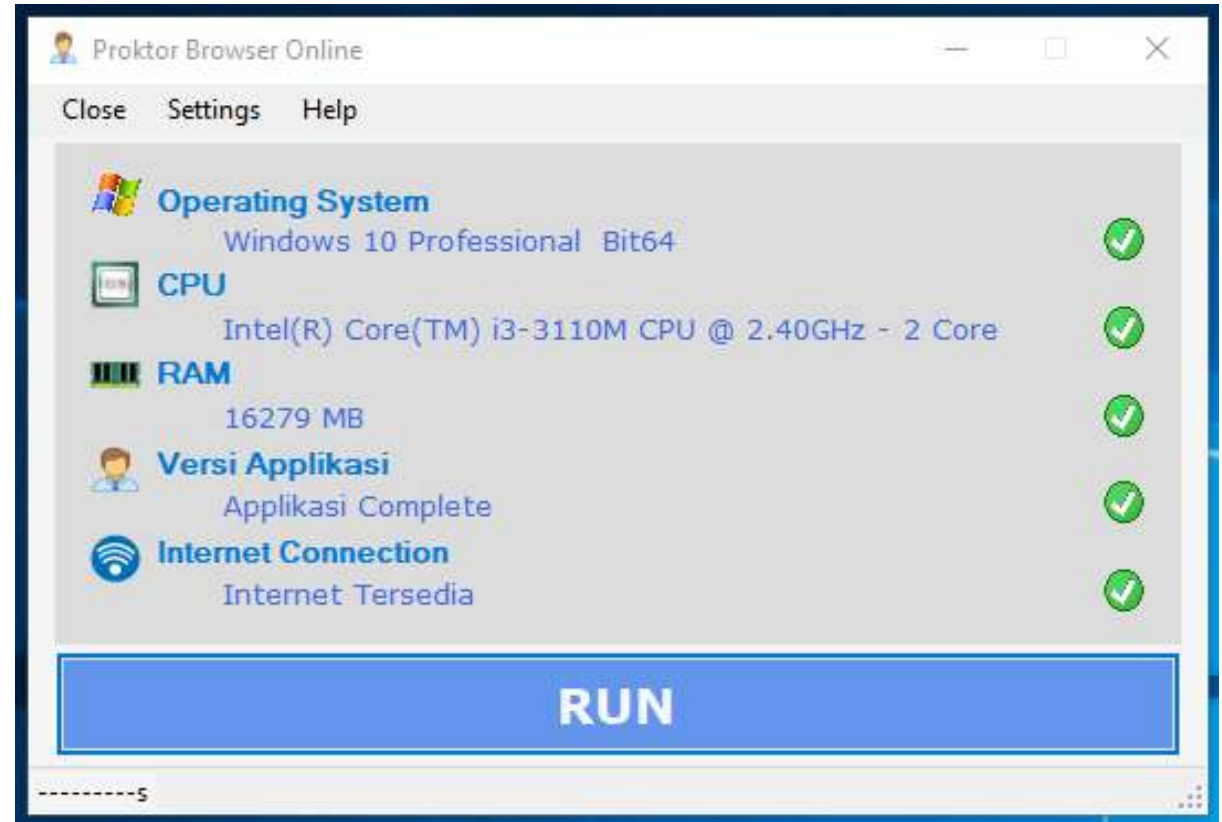 Proktor Browser Online
Close Settings Help
Operating System
Windows 10 Professional Bit64
CPU
Intel(R) Core(TM) i3-3110M CPU @ 2.40GHz - 2 Core
RAM
16279 MB
Versi Applikasi
Applikasi Complete
Internet Connection
Internet Tersedia
RUN
---------s